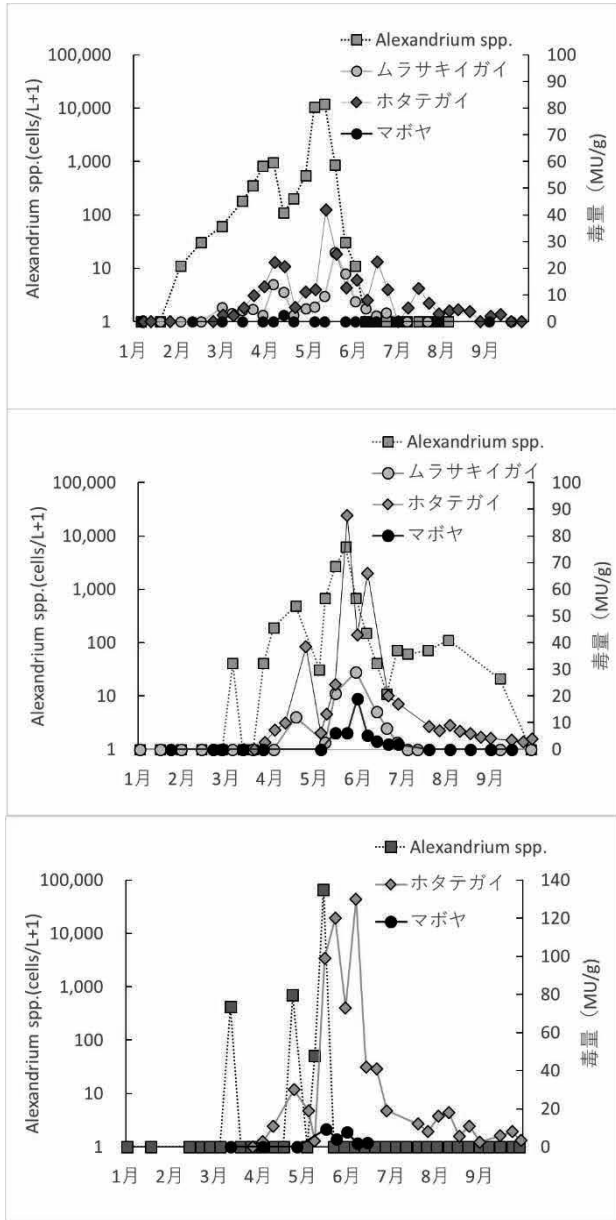 Alexandrium spp.
ムラサキイガイ
ホタテガイ
マボヤ
Alexandrium spp.(cells/L+1)
100,000
10,000
1,000
100
10
1
100
90
80
70
60
50
40
30
20
10
0
毒量（MU/g）
1月 2月 3月 4月 5月 6月 7月 8月 9月
Alexandrium spp.
ムラサキイガイ
ホタテガイ
マボヤ
Alexandrium spp.(cells/L+1)
100,000
10,000
1,000
100
10
1
100
90
80
70
60
50
40
30
20
10
0
毒量（MU/g）
1月 2月 3月 4月 5月 6月 7月 8月 9月
Alexandrium spp.
ホタテガイ
マボヤ
Alexandrium spp.(cells/L+1)
100,000
10,000
1,000
100
10
1
140
120
100
80
60
40
20
0
毒量（MU/g）
1月 2月 3月 4月 5月 6月 7月 8月 9月